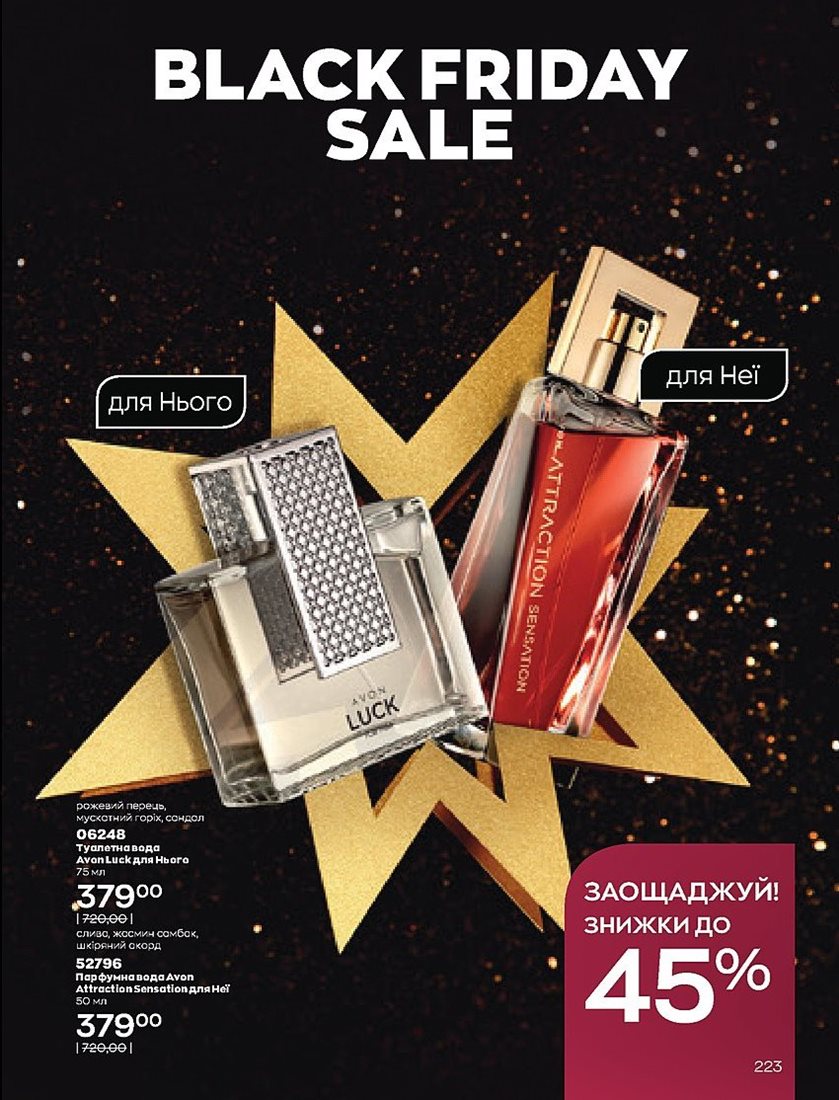 BLACK FRIDAY
SALE
для Нього
для Неї
ATTRACTION SENSATION
AVON
LUCK
рожевий перець,
мускатний горіх, сандал
06248
Туалетна вода
Avon Luck для Нього
75 мл
379⁰⁰
|720,00|
слива, жасмин самбак,
шкіряний акорд
52796
Парфумна вода Avon
Attraction Sensation для Неї
50 мл
379⁰⁰
|720,00|
ЗАОЩАДЖУЙ!
ЗНИЖКИ ДО
45%
223